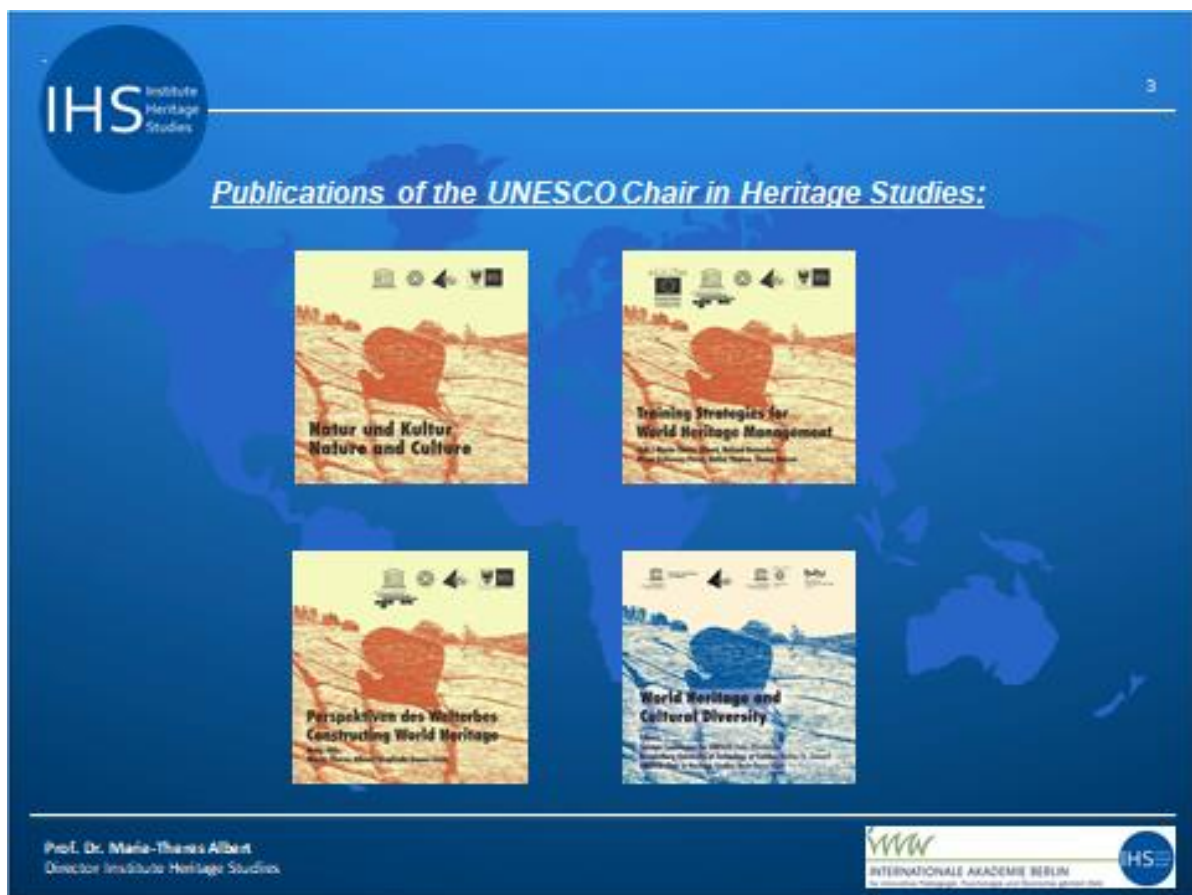 IHS Institute
Heritage
Studies
3
Publications of the UNESCO Chair in Heritage Studies:
Natur und Kultur
Nature and Culture
Training Strategies for
World Heritage Management
Perspektiven des Welterbes
Constructing World Heritage
World Heritage and
Cultural Diversity
Prof. Dr. Marie-Theres Albert
Director Institute Heritage Studies
INTERNATIONALE AKADEMIE BERLIN
IHS